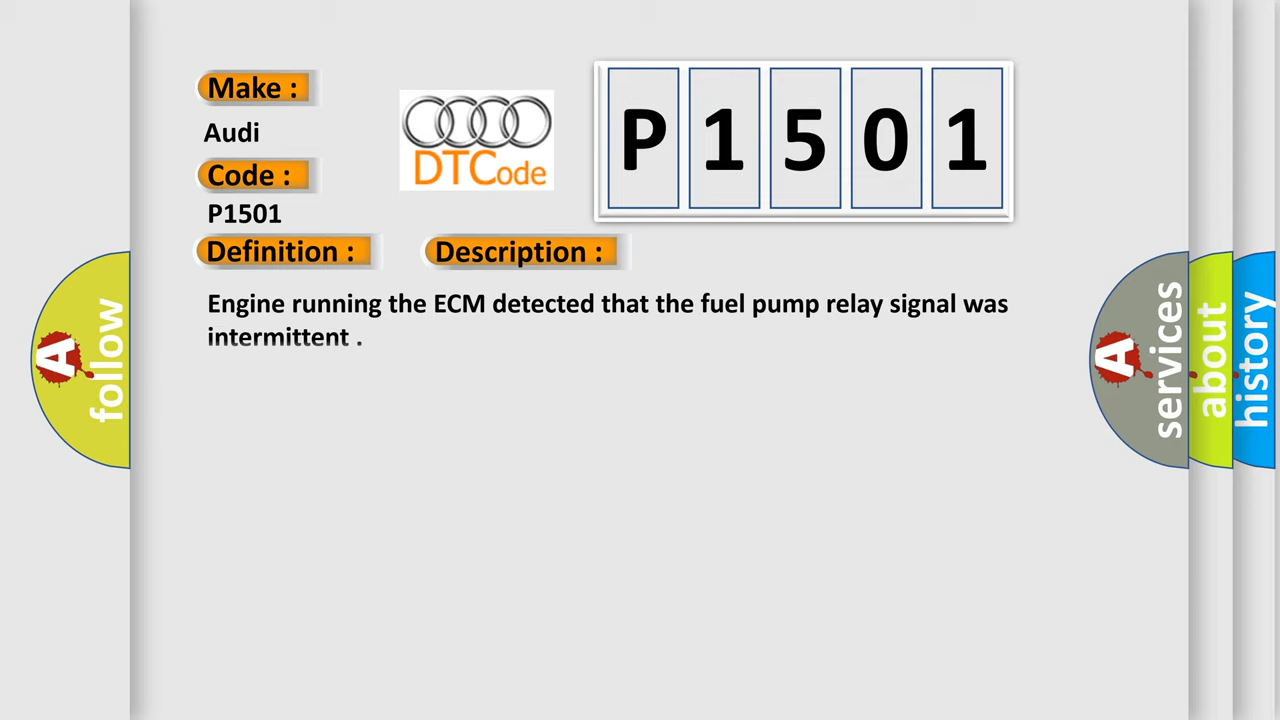 Make :
Audi
Code :
P1501
DTCode
P 1 5 0 1
Definition :
Description :
Engine running the ECM detected that the fuel pump relay signal was
intermittent .
A follow
A services
about
history